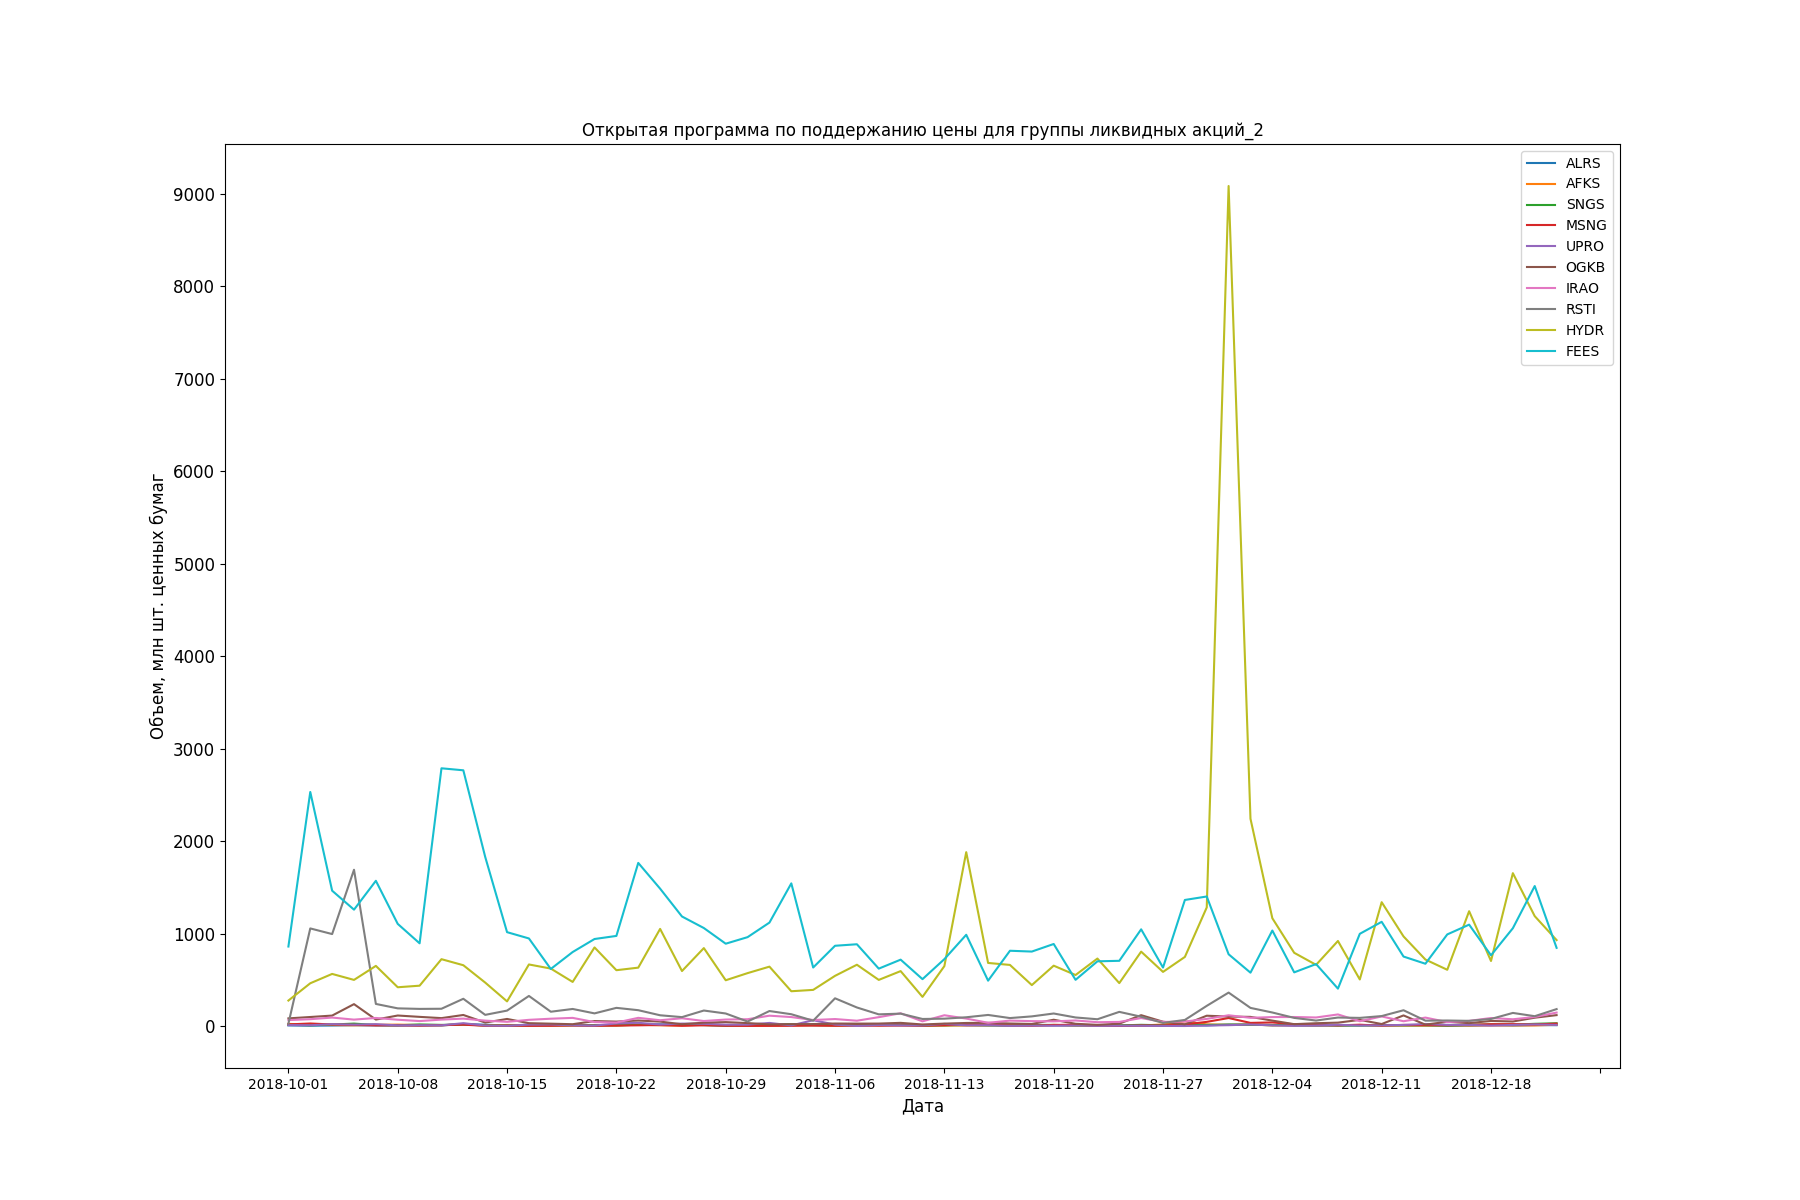 Открытая программа по поддержанию цены для группы ликвидных акций_2
ALRS
AFKS
SNGS
MSNG
UPRO
OGKB
IRAO
RSTI
HYDR
FEES
9000
8000
7000
6000
5000
4000
3000
2000
1000
0
Объем, млн шт. ценных бумаг
2018-10-01 2018-10-08 2018-10-15 2018-10-22 2018-10-29 2018-11-06 2018-11-13 2018-11-20 2018-11-27 2018-12-04 2018-12-11 2018-12-18
Дата